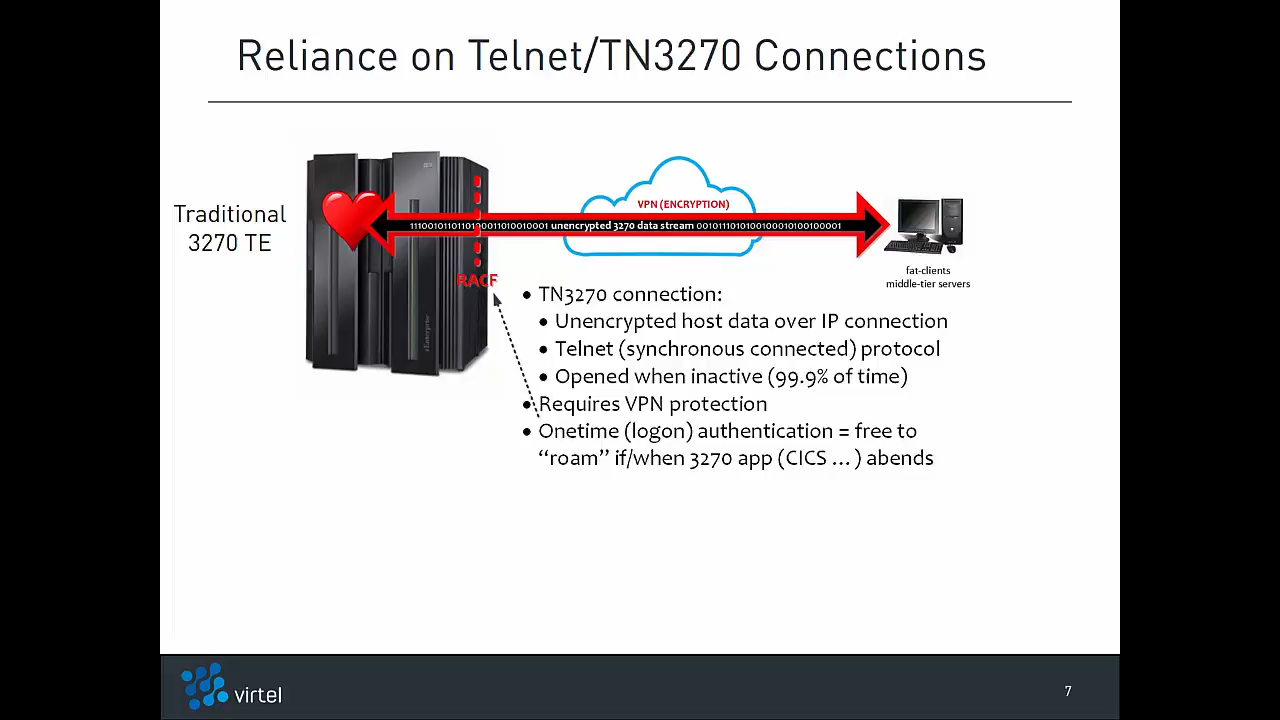 Reliance on Telnet/TN3270 Connections
Traditional
3270 TE
VPN (ENCRYPTION)
1110010110110100011010010001 unencrypted 3270 data stream 0010111010100100010100100001
RACF
fat-clients
middle-tier servers
• TN3270 connection:
• Unencrypted host data over IP connection
• Telnet (synchronous connected) protocol
• Opened when inactive (99.9% of time)
• Requires VPN protection
• Onetime (logon) authentication = free to
“roam” if/when 3270 app (CICS …) abends
virtel
7